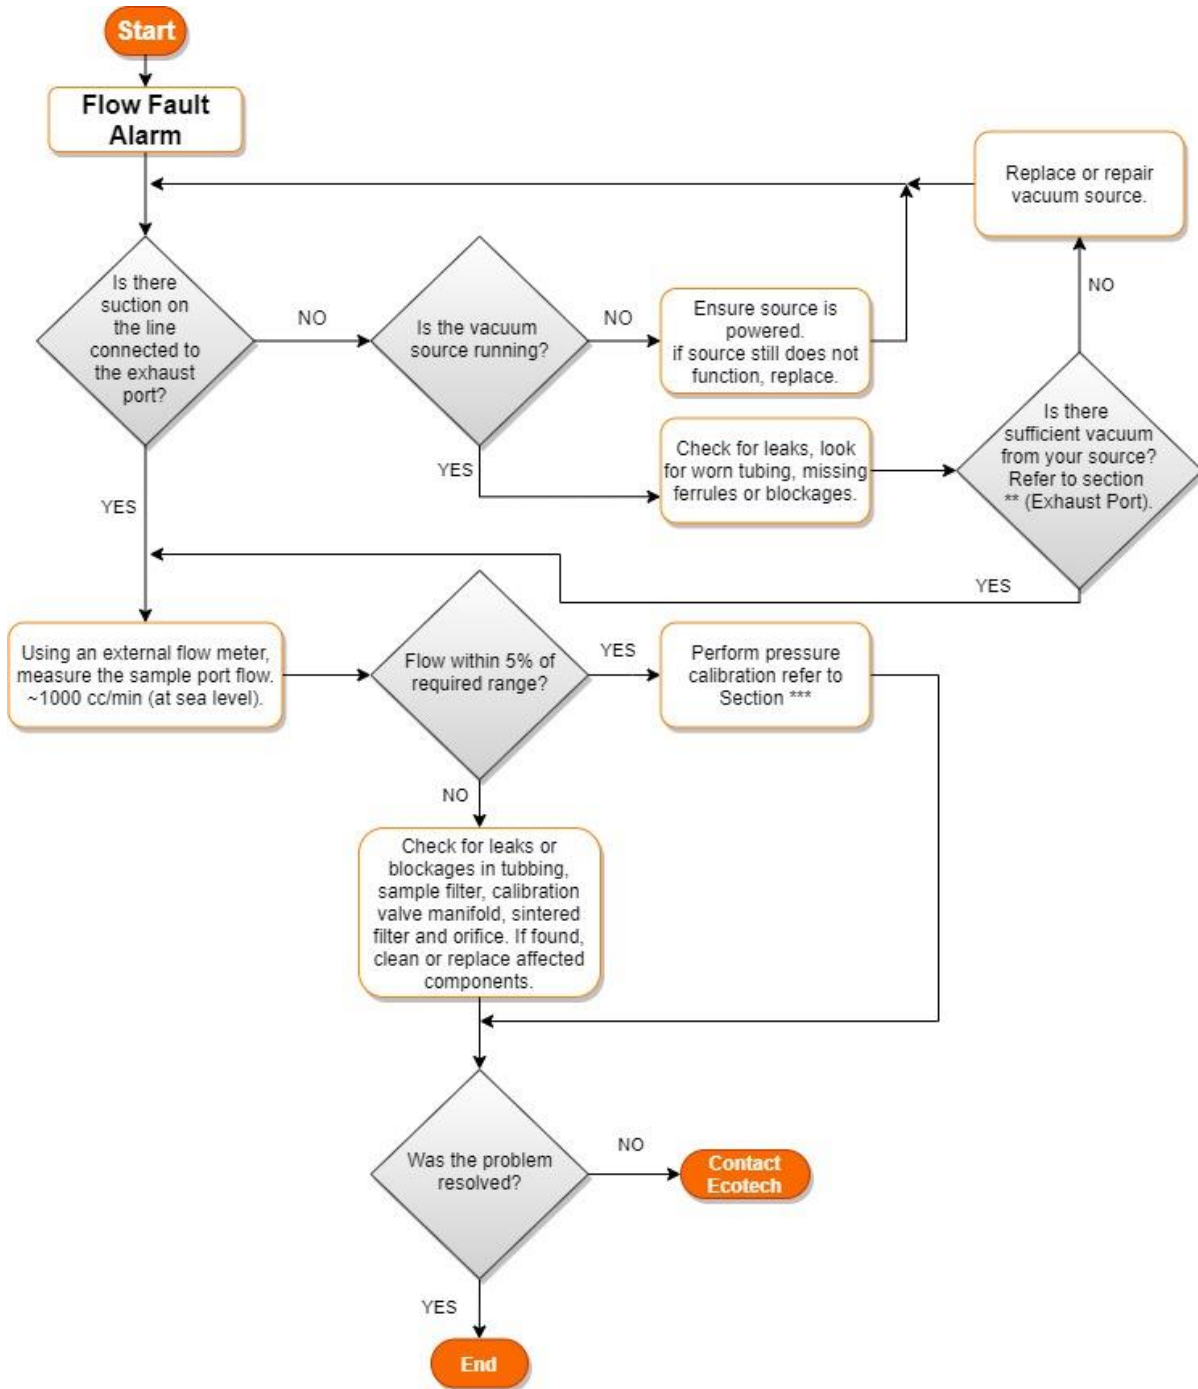 Start
Flow Fault
Alarm
Replace or repair
vacuum source.
NO
Is there
suction on
the line
connected to
the exhaust
port?
NO
Is the vacuum
source running?
NO
Ensure source is
powered.
if source still does not
function, replace.
YES
Check for leaks, look
for worn tubing, missing
ferrules or blockages.
Is there
sufficient vacuum
from your source?
Refer to section
** (Exhaust Port).
YES
YES
Using an external flow meter,
measure the sample port flow.
~1000 cc/min (at sea level).
Flow within 5% of
required range?
YES
Perform pressure
calibration refer to
Section ***
NO
Check for leaks or
blockages in tubbing,
sample filter, calibration
valve manifold, sintered
filter and orifice. If found,
clean or replace affected
components.
Was the problem
resolved?
NO
Contact
Ecotech
YES
End